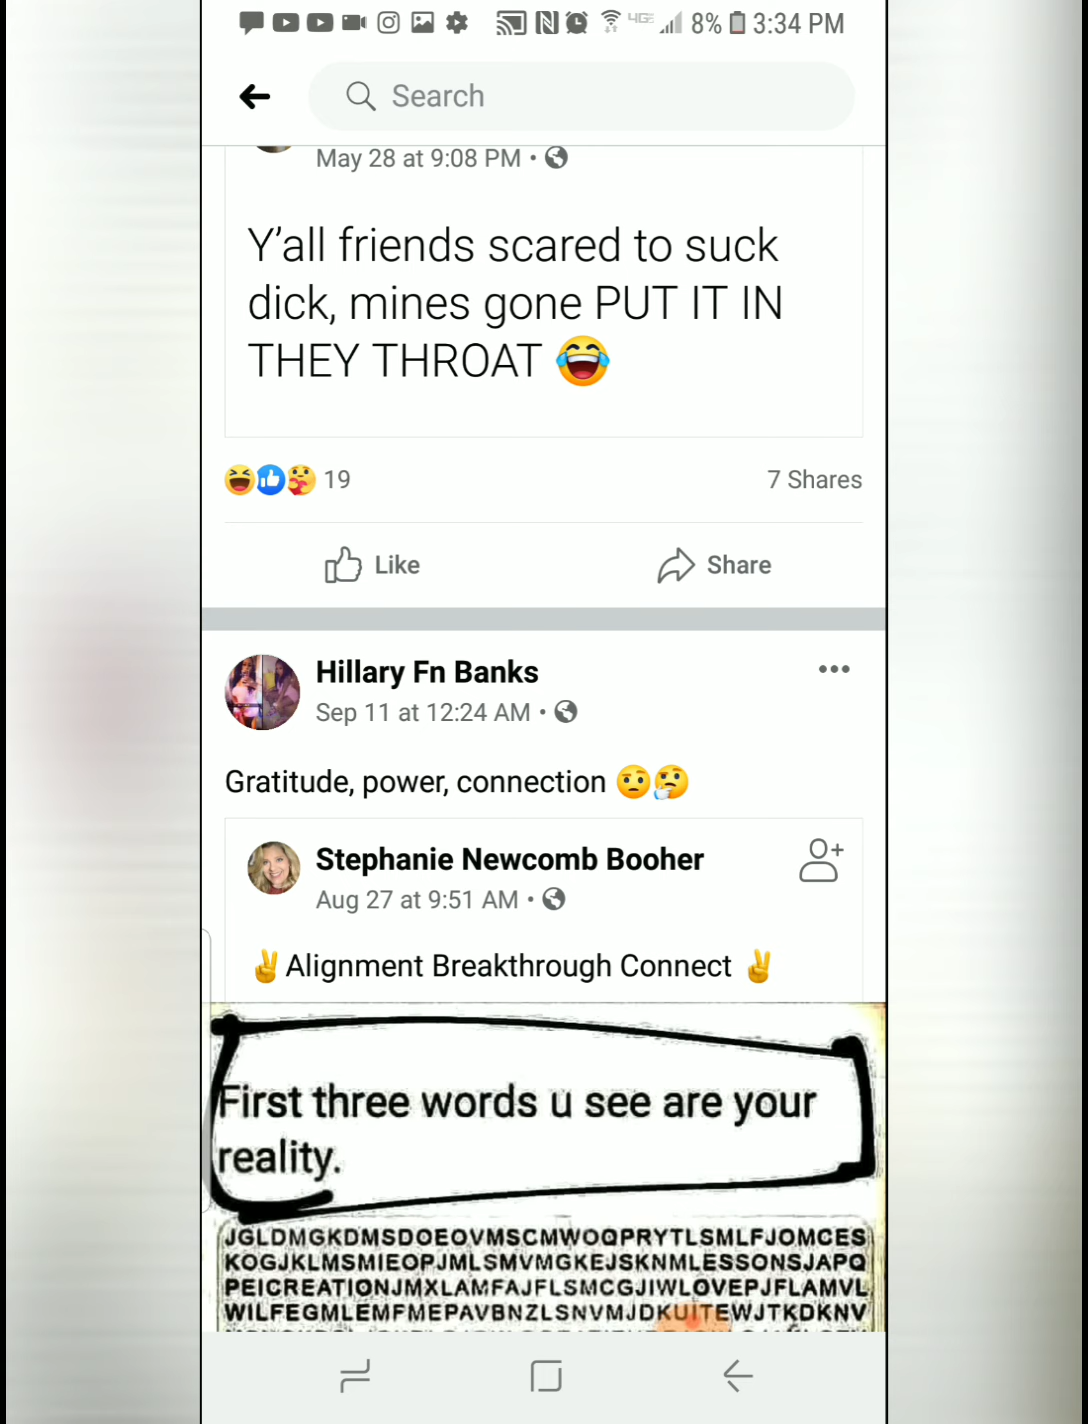 4GE 8% 3:34 PM
Search
May 28 at 9:08 PM •
Y'all friends scared to suck
dick, mines gone PUT IT IN
THEY THROAT 😂
19 7 Shares
Like Share
Hillary Fn Banks
Sep 11 at 12:24 AM •
Gratitude, power, connection 🤨🤔
Stephanie Newcomb Booher
Aug 27 at 9:51 AM •
✌Alignment Breakthrough Connect ✌
First three words u see are your
reality.
JGLDMGKDMSDOEOVMSCMWOQPRYTLSMLFJOMCES
KOGJKLMSMIEOPJMLSMVMGKEJSKNMLESSONSJAPQ
PEICREATIONJMXLAMFAJFLSMCGJIWLOVEPJFLAMVL
WILFEGMLEMFMEPAVBNZLSNVMJDKUITEWJTKDKNV